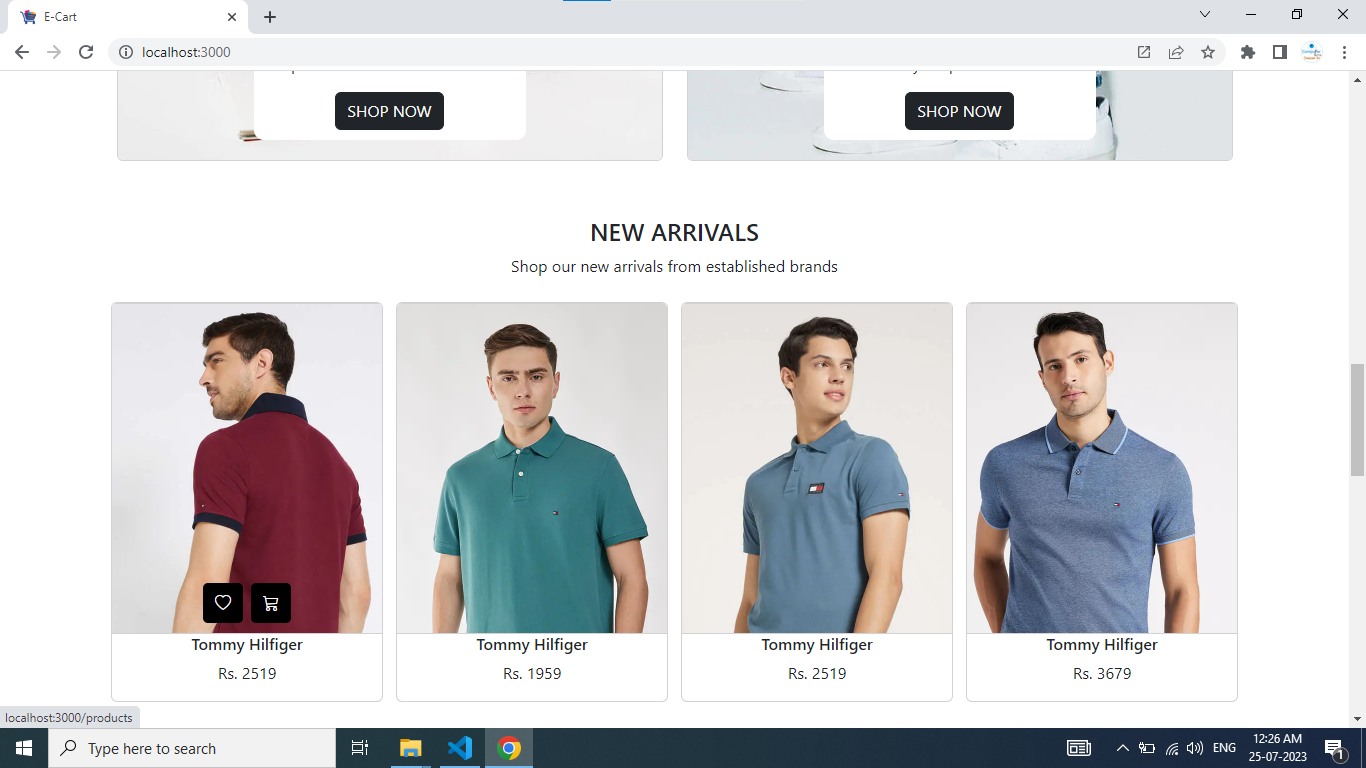 E-Cart
localhost:3000
SHOP NOW
SHOP NOW
NEW ARRIVALS
Shop our new arrivals from established brands
Tommy Hilfiger
Rs. 2519
Tommy Hilfiger
Rs. 1959
Tommy Hilfiger
Rs. 2519
Tommy Hilfiger
Rs. 3679
localhost:3000/products
Type here to search
ENG
12:26 AM
25-07-2023
1